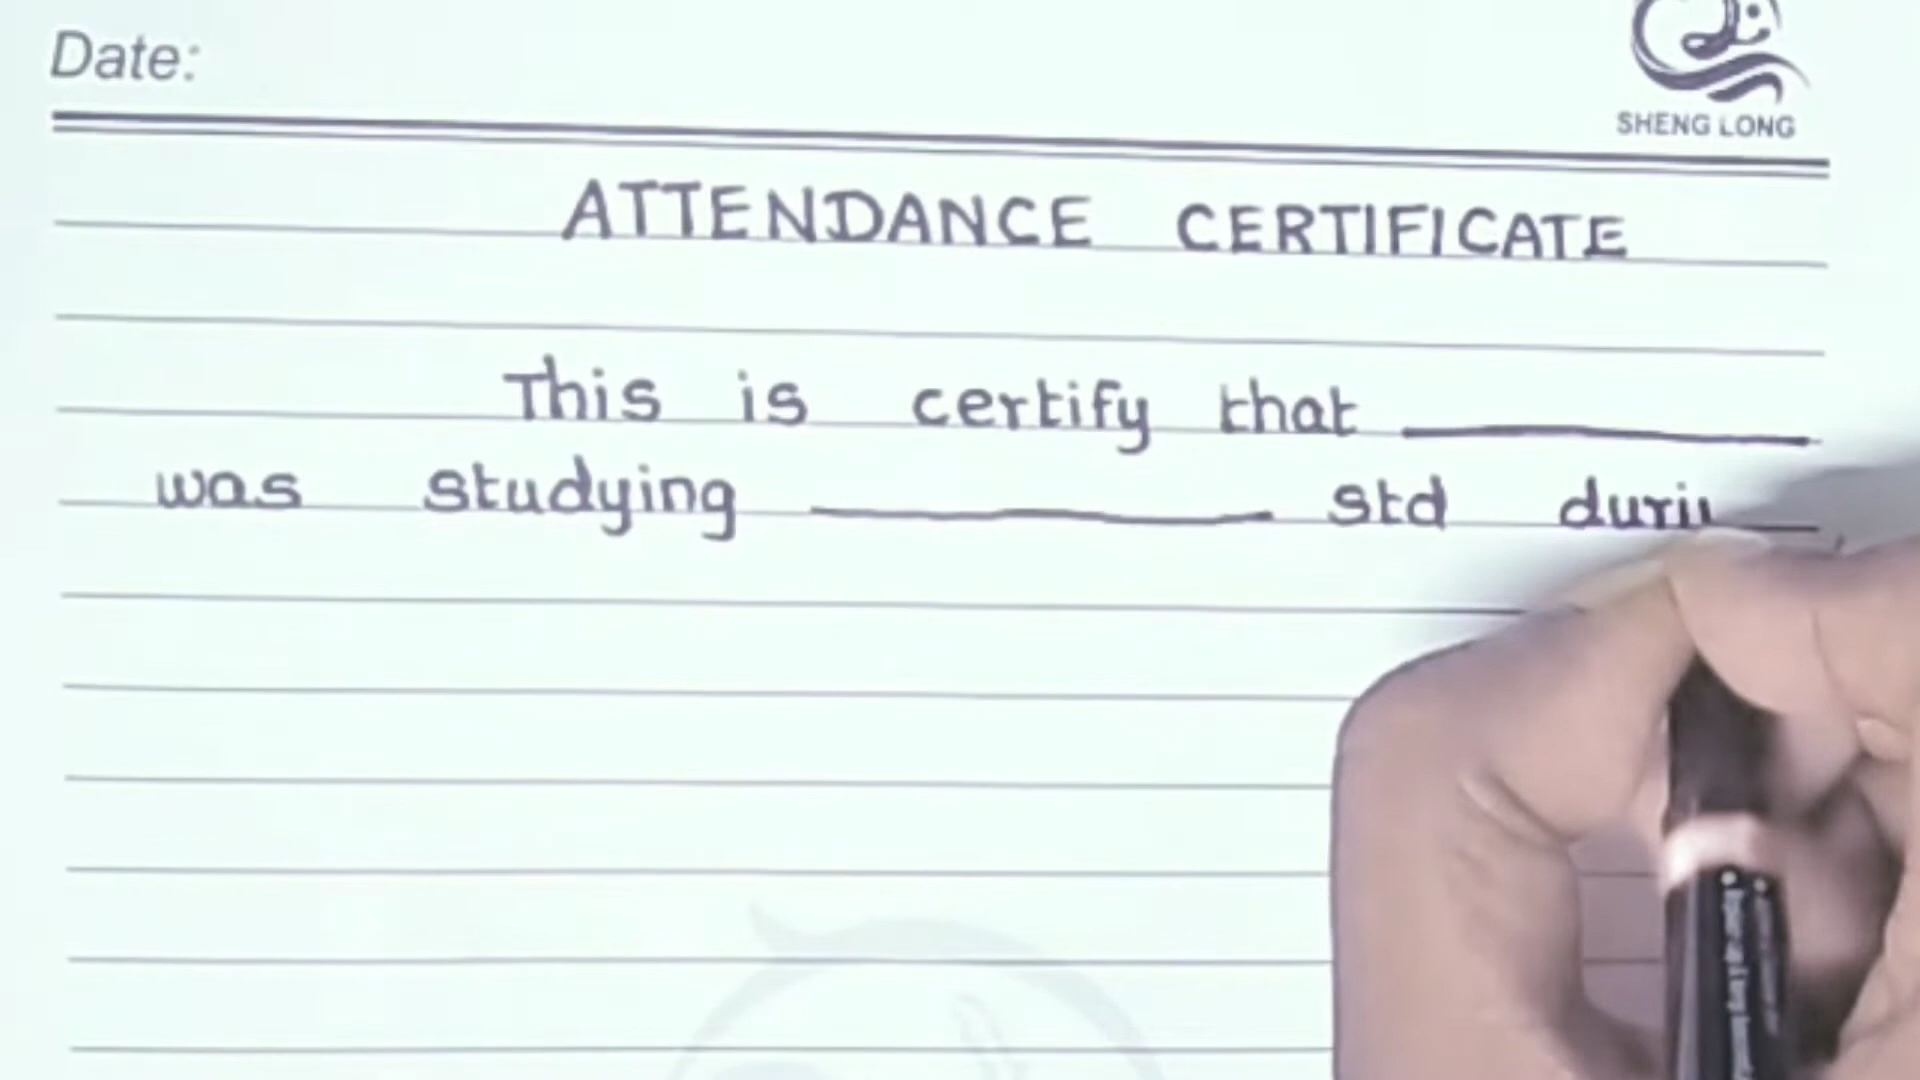 Date:
SHENG LONG
ATTENDANCE CERTIFICATE
This is certify that
was studying std